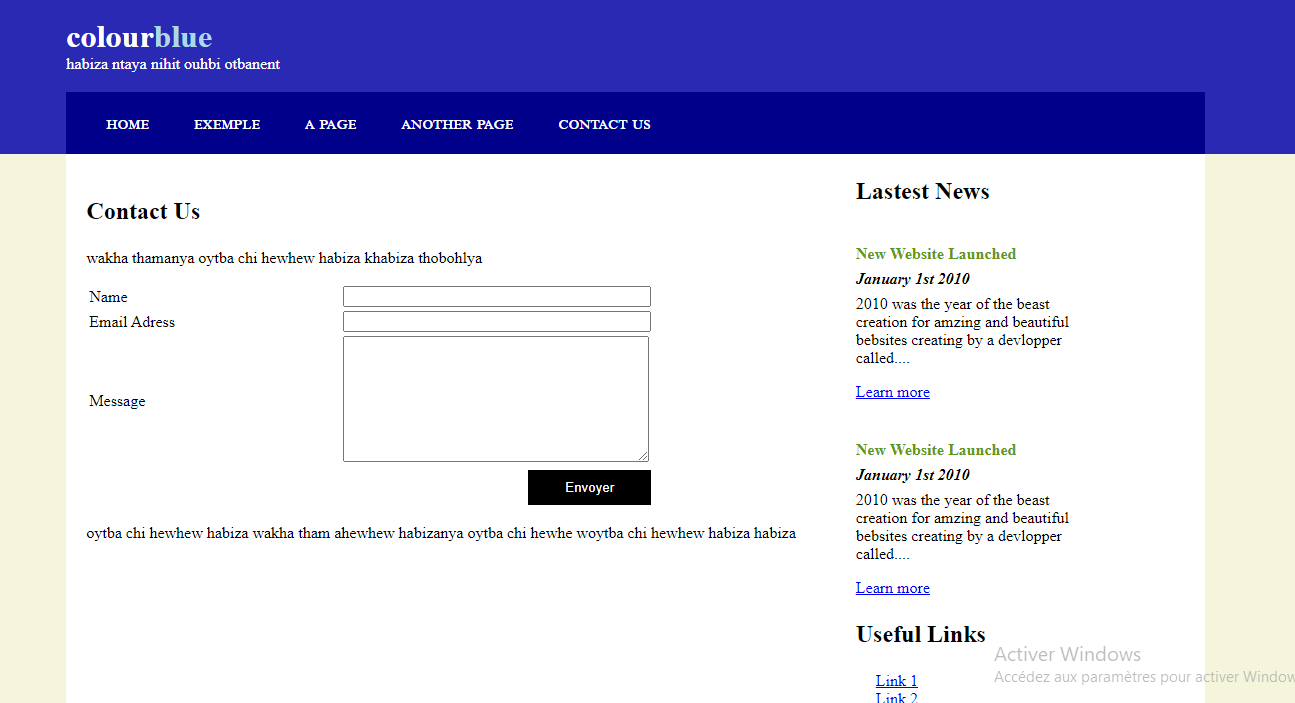 colourblue
habiza ntaya nihit ouhbi otbanent
HOME EXEMPLE A PAGE ANOTHER PAGE CONTACT US
Contact Us
wakha thamanya oytba chi hewhew habiza khabiza thobohlya
Name
Email Adress
Message
Envoyer
oytba chi hewhew habiza wakha tham ahewhew habizanya oytba chi hewhe woytba chi hewhew habiza habiza
Lastest News
New Website Launched
January 1st 2010
2010 was the year of the beast
creation for amzing and beautiful
bebsites creating by a devlopper
called....
Learn more
New Website Launched
January 1st 2010
2010 was the year of the beast
creation for amzing and beautiful
bebsites creating by a devlopper
called....
Learn more
Useful Links
Link 1
Link 2
Activer Windows
Accédez aux paramètres pour activer Window